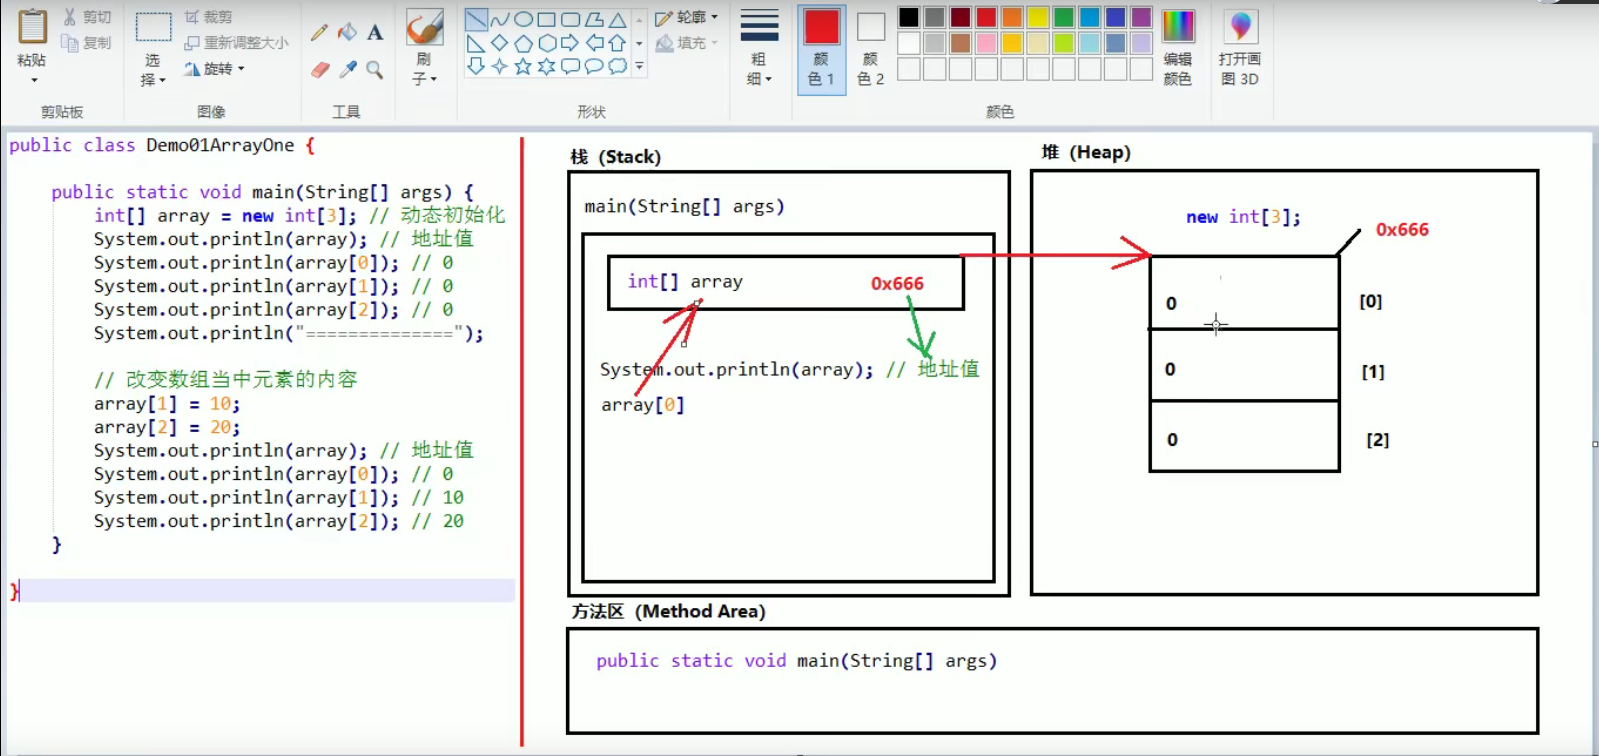 粘贴
剪切
复制
剪贴板
选
择
裁剪
重新调整大小
旋转
图像
A
工具
刷
子
轮廓
填充
形状
粗
细
颜
色 1
颜
色 2
颜色
编辑
颜色
打开画
图 3D
public class Demo01ArrayOne {
public static void main(String[] args) {
int[] array = new int[3]; // 动态初始化
System.out.println(array); // 地址值
System.out.println(array[0]); // 0
System.out.println(array[1]); // 0
System.out.println(array[2]); // 0
System.out.println("==============");
// 改变数组当中元素的内容
array[1] = 10;
array[2] = 20;
System.out.println(array); // 地址值
System.out.println(array[0]); // 0
System.out.println(array[1]); // 10
System.out.println(array[2]); // 20
}
}
栈（Stack）
main(String[] args)
int[] array 0x666
System.out.println(array); // 地址值
array[0]
堆（Heap）
new int[3];
0x666
0 [0]
0 [1]
0 [2]
方法区（Method Area）
public static void main(String[] args)